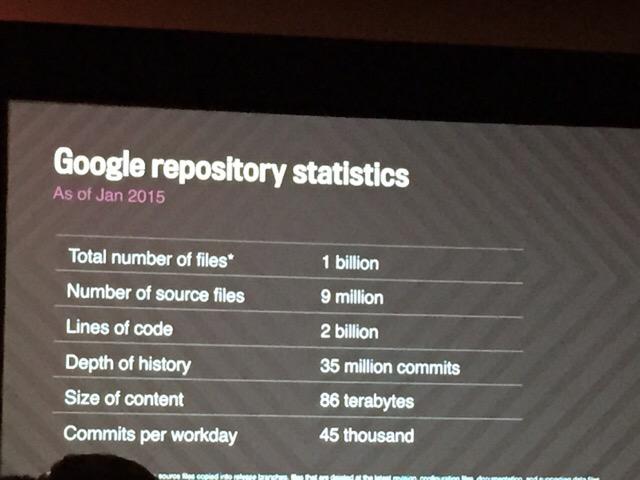 Google repository statistics
As of Jan 2015
Total number of files* 1 billion
Number of source files 9 million
Lines of code 2 billion
Depth of history 35 million commits
Size of content 86 terabytes
Commits per workday 45 thousand
source files copied into release branches, files that are deleted at the latest revision, configuration files, documentation, and supporting data files